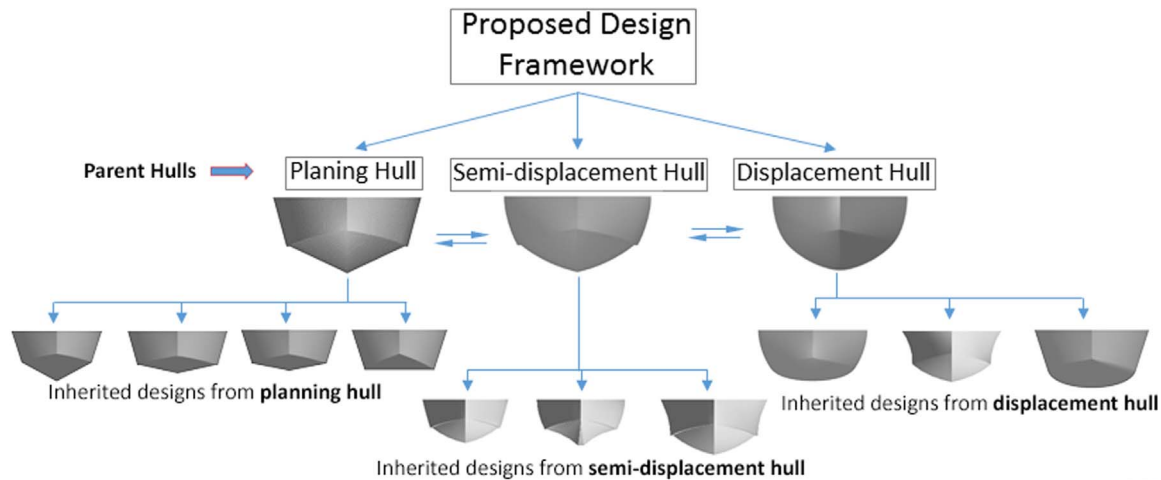 Proposed Design
Framework
Parent Hulls
Planing Hull
Semi-displacement Hull
Displacement Hull
Inherited designs from planning hull
Inherited designs from displacement hull
Inherited designs from semi-displacement hull